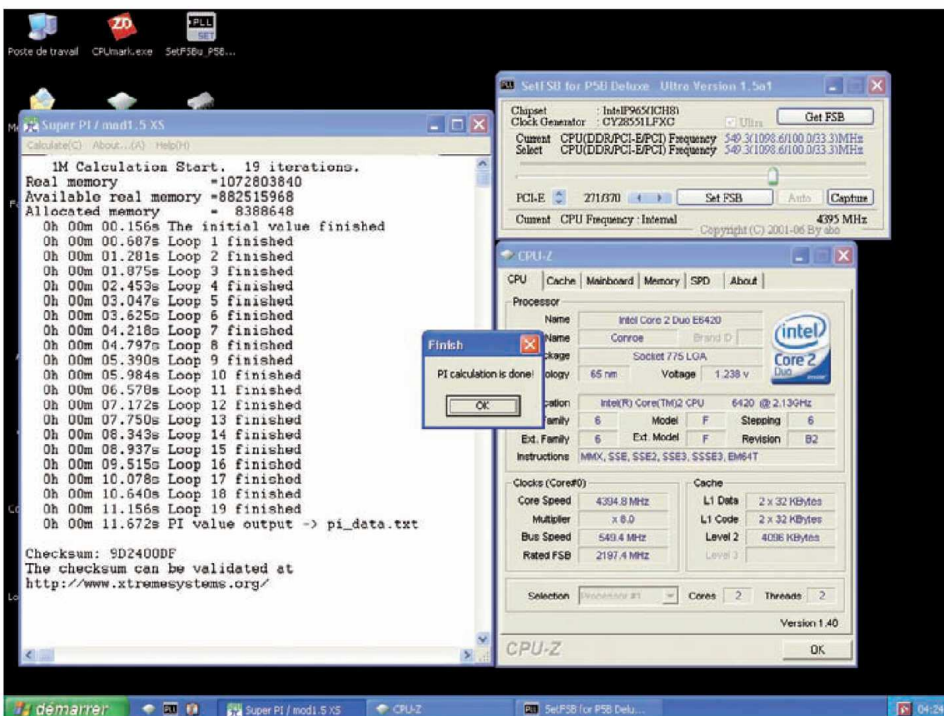 Poste de travail CPUmark.exe SetFSBu_P5B...
Super PI / mod1.5 XS
Calculate(C) About...(A) Help(H)
1M Calculation Start. 19 iterations.
Real memory =1072803840
Available real memory =882515968
Allocated memory = 8388648
0h 00m 00.156s The initial value finished
0h 00m 00.687s Loop 1 finished
0h 00m 01.281s Loop 2 finished
0h 00m 01.875s Loop 3 finished
0h 00m 02.453s Loop 4 finished
0h 00m 03.047s Loop 5 finished
0h 00m 03.625s Loop 6 finished
0h 00m 04.218s Loop 7 finished
0h 00m 04.797s Loop 8 finished
0h 00m 05.390s Loop 9 finished
0h 00m 05.984s Loop 10 finished
0h 00m 06.578s Loop 11 finished
0h 00m 07.172s Loop 12 finished
0h 00m 07.750s Loop 13 finished
0h 00m 08.343s Loop 14 finished
0h 00m 08.937s Loop 15 finished
0h 00m 09.515s Loop 16 finished
0h 00m 10.078s Loop 17 finished
0h 00m 10.640s Loop 18 finished
0h 00m 11.156s Loop 19 finished
0h 00m 11.672s PI value output -> pi_data.txt
Checksum: 9D2400DF
The checksum can be validated at
http://www.xtremesystems.org/
Finish
PI calculation is done!
OK
SetFSB for P5B Deluxe Ultra Version 1.5b1
Chipset : IntelP965(ICH8)
Clock Generator : CY28551LFXC Ultra Get FSB
Current CPU(DDR/PCI-E/PCI) Frequency 549.3(1098.6/100.0/33.3)MHz
Select CPU(DDR/PCI-E/PCI) Frequency 549.3(1098.6/100.0/33.3)MHz
PCI-E 271/370 Set FSB Auto Capture
Current CPU Frequency : Internal 4395 MHz
Copyright (C) 2001-06 By abo
CPU-Z
CPU Cache Mainboard Memory SPD About
Processor
Name Intel Core 2 Duo E6420
Name Conroe Brand ID
ckage Socket 775 LGA
ology 65 nm Voltage 1.238 v
intel Core 2 Duo
cation Intel(R) Core(TM)2 CPU 6420 @ 2.13GHz
amily 6 Model F Stepping 6
Ext. Family 6 Ext. Model F Revision B2
Instructions MMX, SSE, SSE2, SSE3, SSSE3, EM64T
Clocks (Core#0) Cache
Core Speed 4394.8 MHz L1 Data 2 x 32 KBytes
Multiplier x 8.0 L1 Code 2 x 32 KBytes
Bus Speed 549.4 MHz Level 2 4096 KBytes
Rated FSB 2197.4 MHz Level 3
Selection Processor #1 Cores 2 Threads 2
Version 1.40
CPU-Z OK
démarrer Super PI / mod1.5 XS CPU-Z SetFSB for P5B Delu... 04:24